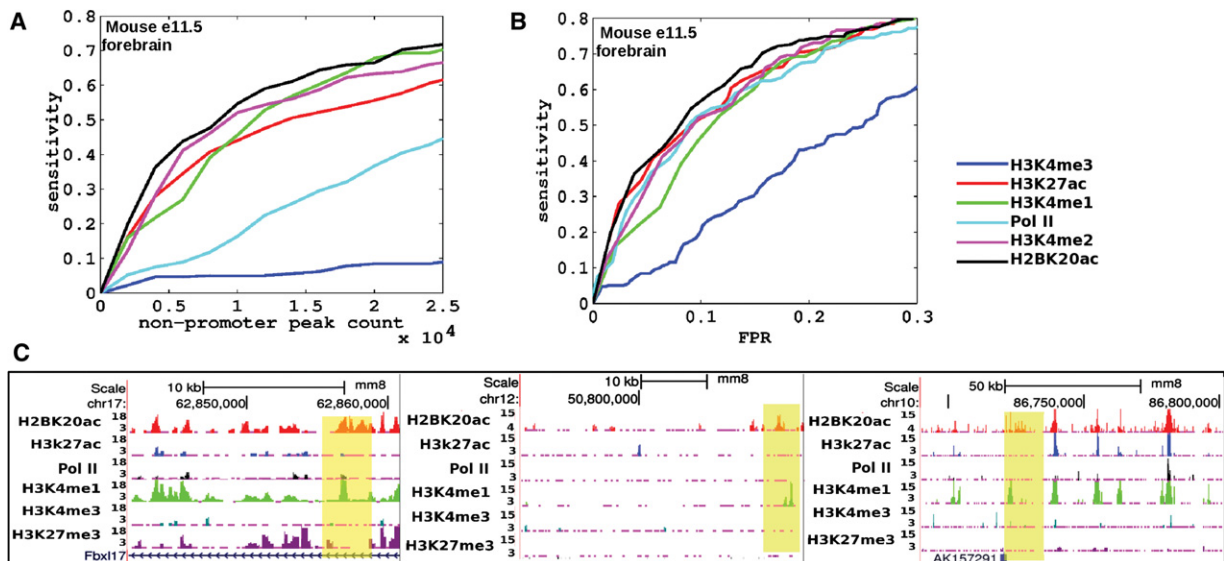 A
Mouse e11.5
forebrain
sensitivity
0.8
0.7
0.6
0.5
0.4
0.3
0.2
0.1
0
0
0.5
1
1.5
2
2.5
non-promoter peak count
x 10^4
B
Mouse e11.5
forebrain
sensitivity
0.8
0.7
0.6
0.5
0.4
0.3
0.2
0.1
0
0
0.1
0.2
0.3
FPR
H3K4me3
H3K27ac
H3K4me1
Pol II
H3K4me2
H2BK20ac
C
Scale
10 kb
mm8
chr17:
62,850,000
62,860,000
H2BK20ac
18
3
H3k27ac
18
3
Pol II
18
3
H3K4me1
18
3
H3K4me3
18
3
H3K27me3
18
3
Fbxl17
Scale
10 kb
mm8
chr12:
50,800,000
H2BK20ac
15
4
H3k27ac
15
3
Pol II
15
3
H3K4me1
15
3
H3K4me3
15
3
H3K27me3
15
3
Scale
50 kb
mm8
chr10:
86,750,000
86,800,000
H2BK20ac
15
4
H3k27ac
15
3
Pol II
15
3
H3K4me1
15
3
H3K4me3
15
3
H3K27me3
15
3
AK157291